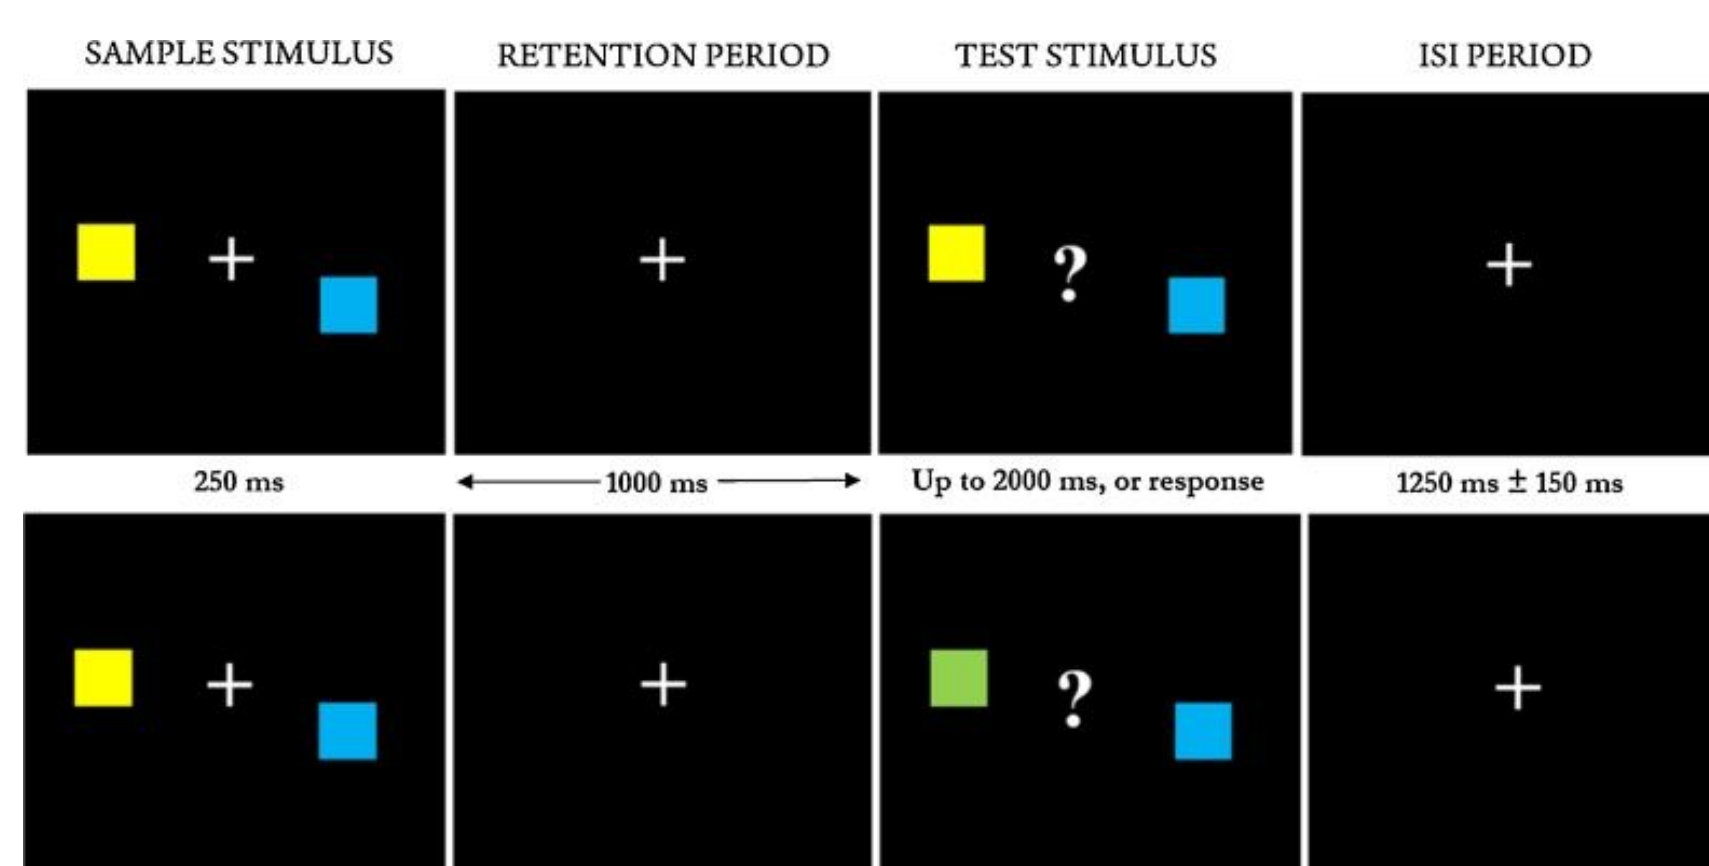 SAMPLE STIMULUS RETENTION PERIOD TEST STIMULUS ISI PERIOD
?
250 ms 1000 ms Up to 2000 ms, or response 1250 ms ± 150 ms
?